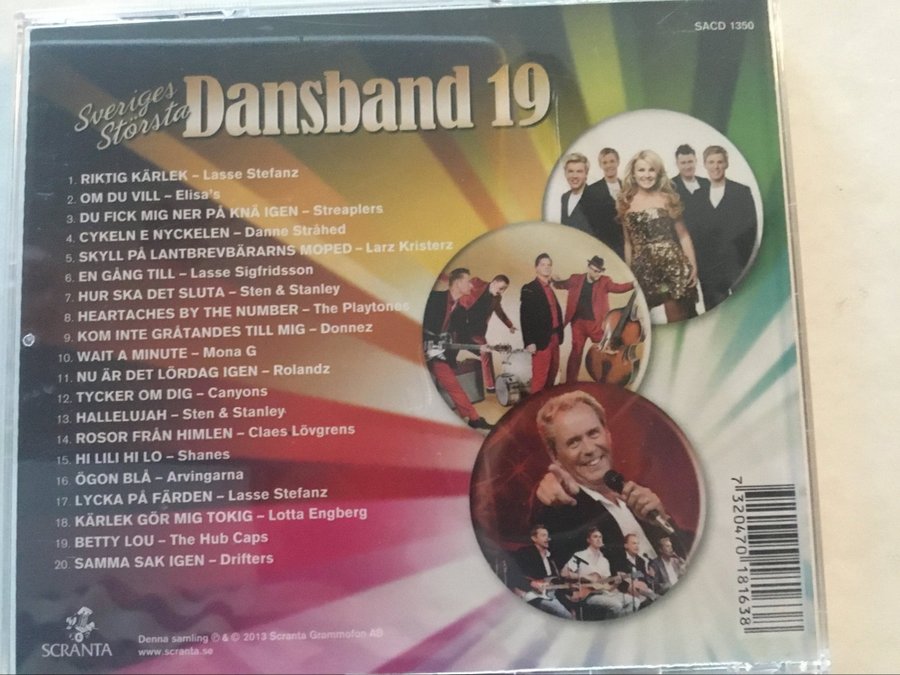 SACD 1350
Sveriges
Största
Dansband 19
1. RIKTIG KÄRLEK – Lasse Stefanz
2. OM DU VILL – Elisa's
3. DU FICK MIG NER PÅ KNÄ IGEN – Streaplers
4. CYKELN E NYCKELEN – Danne Stråhed
5. SKYLL PÅ LANTBREVBÄRARNS MOPED – Larz Kristerz
6. EN GÅNG TILL – Lasse Sigfridsson
7. HUR SKA DET SLUTA – Sten & Stanley
8. HEARTACHES BY THE NUMBER – The Playtones
9. KOM INTE GRÅTANDES TILL MIG – Donnez
10. WAIT A MINUTE – Mona G
11. NU ÄR DET LÖRDAG IGEN – Rolandz
12. TYCKER OM DIG – Canyons
13. HALLELUJAH – Sten & Stanley
14. ROSOR FRÅN HIMLEN – Claes Lövgrens
15. HI LILI HI LO – Shanes
16. ÖGON BLÅ – Arvingarna
17. LYCKA PÅ FÄRDEN – Lasse Stefanz
18. KÄRLEK GÖR MIG TOKIG – Lotta Engberg
19. BETTY LOU – The Hub Caps
20. SAMMA SAK IGEN – Drifters
7 320470 181638
SCRANTA
Denna samling ℗ & © 2013 Scranta Grammofon AB
www.scranta.se